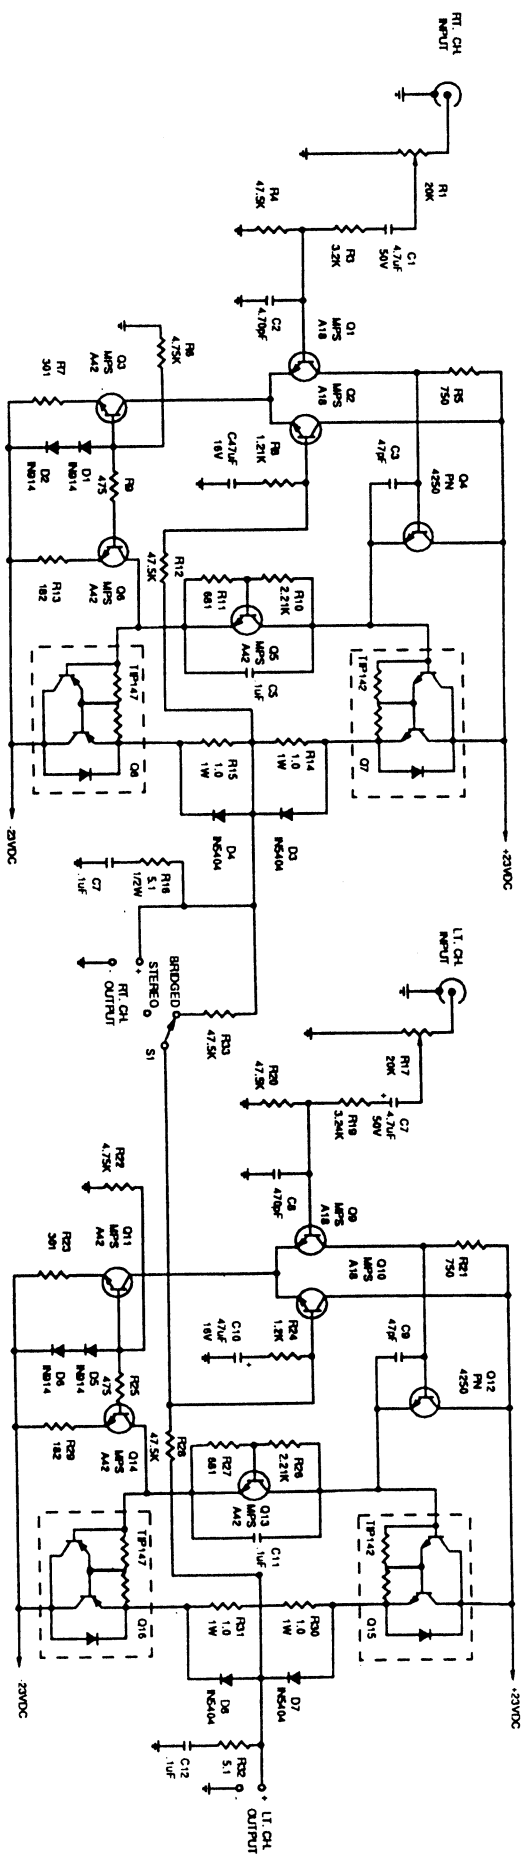 RT. CH.
INPUT
R1
20K
C1
4.7uF
50V
R3
3.2K
R4
47.5K
C2
4.70pF
Q1
MPS
A18
Q2
MPS
A18
R5
750
C3
47pF
Q4
PN
4250
R6
4.75K
Q3
MPS
A42
R7
301
D1
IN914
D2
IN914
R8
1.21K
C47uF
16V
R9
475
Q6
MPS
A42
R13
182
R12
47.5K
R10
2.21K
R11
681
Q5
MPS
A42
C5
.1uF
TIP142
Q7
TIP147
Q8
R14
1.0
1W
R15
1.0
1W
D3
IN5404
D4
IN5404
+23VDC
-23VDC
R16
5.1
1/2W
C7
.1uF
+
-
RT. CH.
OUTPUT
BRIDGED
STEREO
S1
R33
47.5K
LT. CH.
INPUT
R17
20K
C7
4.7uF
50V
+
R19
3.24K
R20
47.5K
C8
470pF
Q9
MPS
A18
Q10
MPS
A18
R21
750
C9
47pF
Q12
PN
4250
R22
4.75K
Q11
MPS
A42
R23
301
D5
IN914
D6
IN914
R24
1.2K
C10
47uF
16V
+
R25
475
Q14
MPS
A42
R29
182
R28
47.5K
R26
2.21K
R27
681
Q13
MPS
A42
C11
.1uF
TIP142
Q15
TIP147
Q16
R30
1.0
1W
R31
1.0
1W
D7
IN5404
D8
IN5404
+23VDC
-23VDC
R32
5.1
C12
.1uF
+
-
LT. CH.
OUTPUT